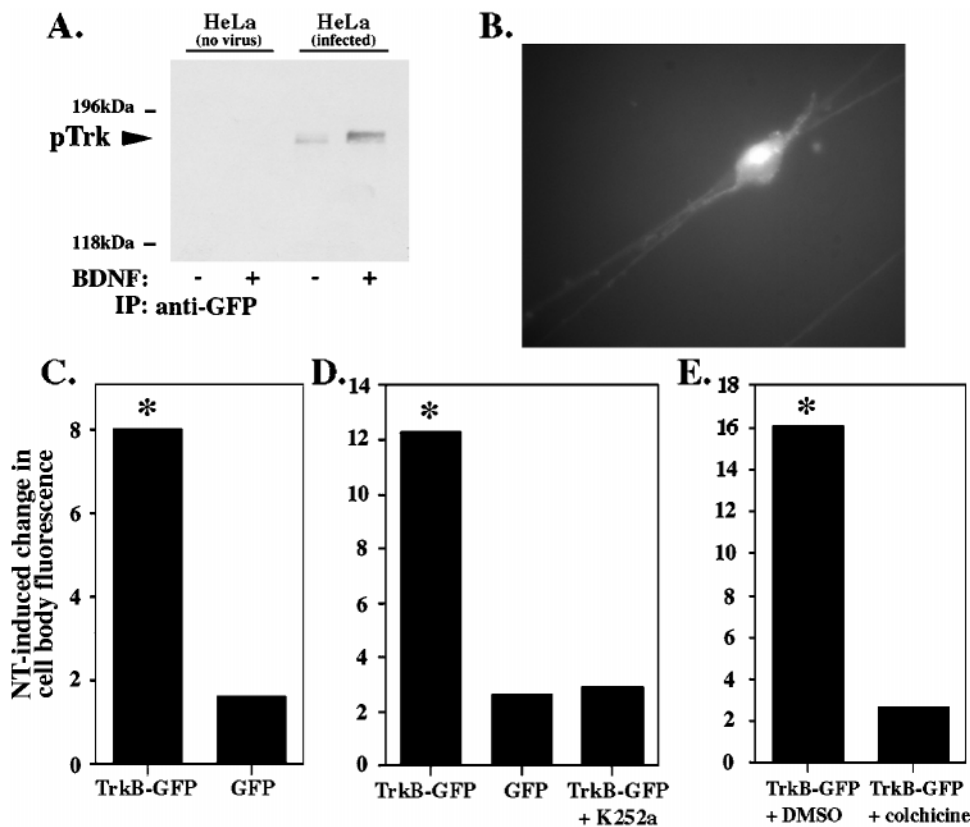 A.
HeLa
(no virus)
HeLa
(infected)
196kDa
pTrk
118kDa
BDNF: - + - +
IP: anti-GFP
B.
C.
NT-induced change in
cell body fluorescence
8
6
4
2
0
TrkB-GFP
GFP
*
D.
14
12
10
8
6
4
2
0
*
TrkB-GFP
GFP
TrkB-GFP
+ K252a
E.
18
16
14
12
10
8
6
4
2
0
*
TrkB-GFP
+ DMSO
TrkB-GFP
+ colchicine